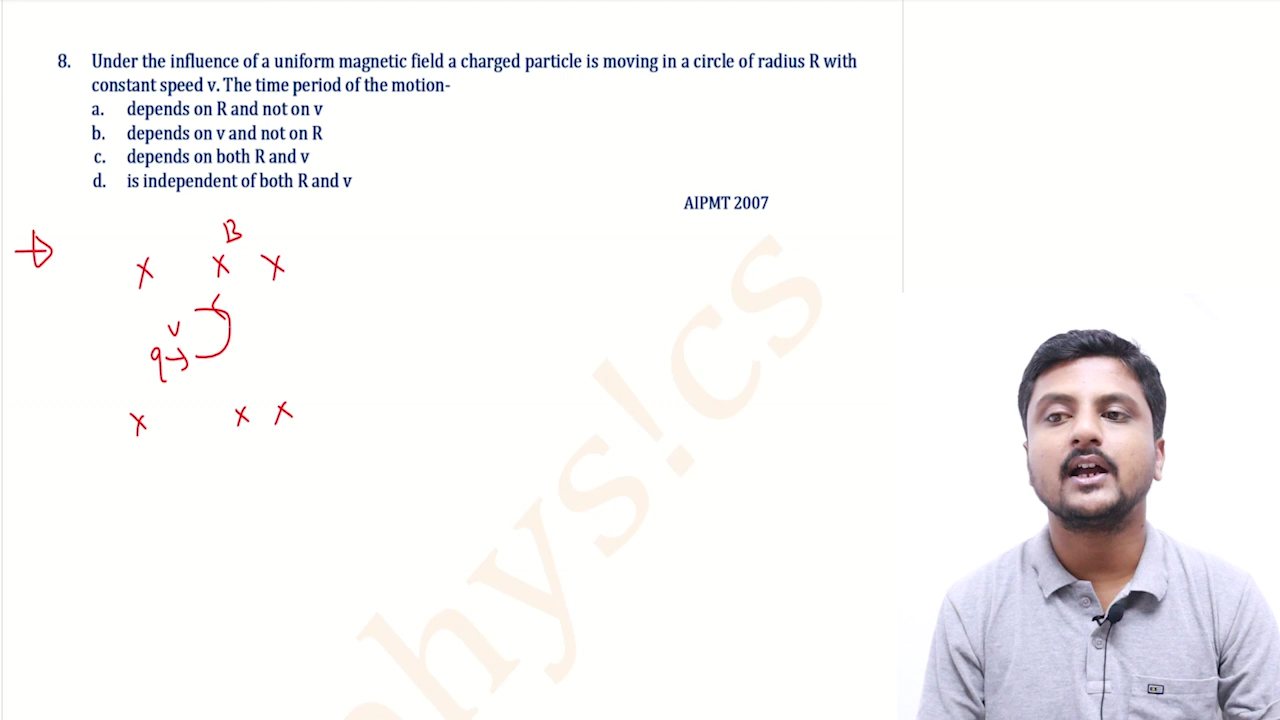 8. Under the influence of a uniform magnetic field a charged particle is moving in a circle of radius R with
constant speed v. The time period of the motion-
a. depends on R and not on v
b. depends on v and not on R
c. depends on both R and v
d. is independent of both R and v
AIPMT 2007
B
x x x
v
q
x x x
phys!cs